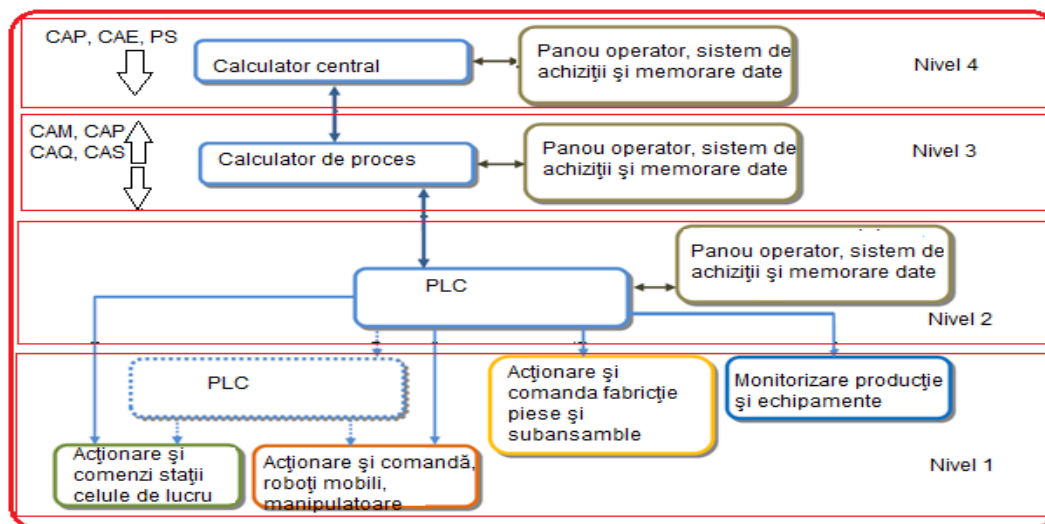 CAP, CAE, PS
Calculator central
Panou operator, sistem de
achiziţii şi memorare date
Nivel 4
CAM, CAP
CAQ, CAS
Calculator de proces
Panou operator, sistem de
achiziţii şi memorare date
Nivel 3
Panou operator, sistem de
achiziţii şi memorare date
PLC
Nivel 2
PLC
Acţionare şi
comanda fabricţie
piese şi
subansamble
Monitorizare producţie
şi echipamente
Acţionare şi
comenzi staţii
celule de lucru
Acţionare şi comandă,
roboţi mobili,
manipulatoare
Nivel 1